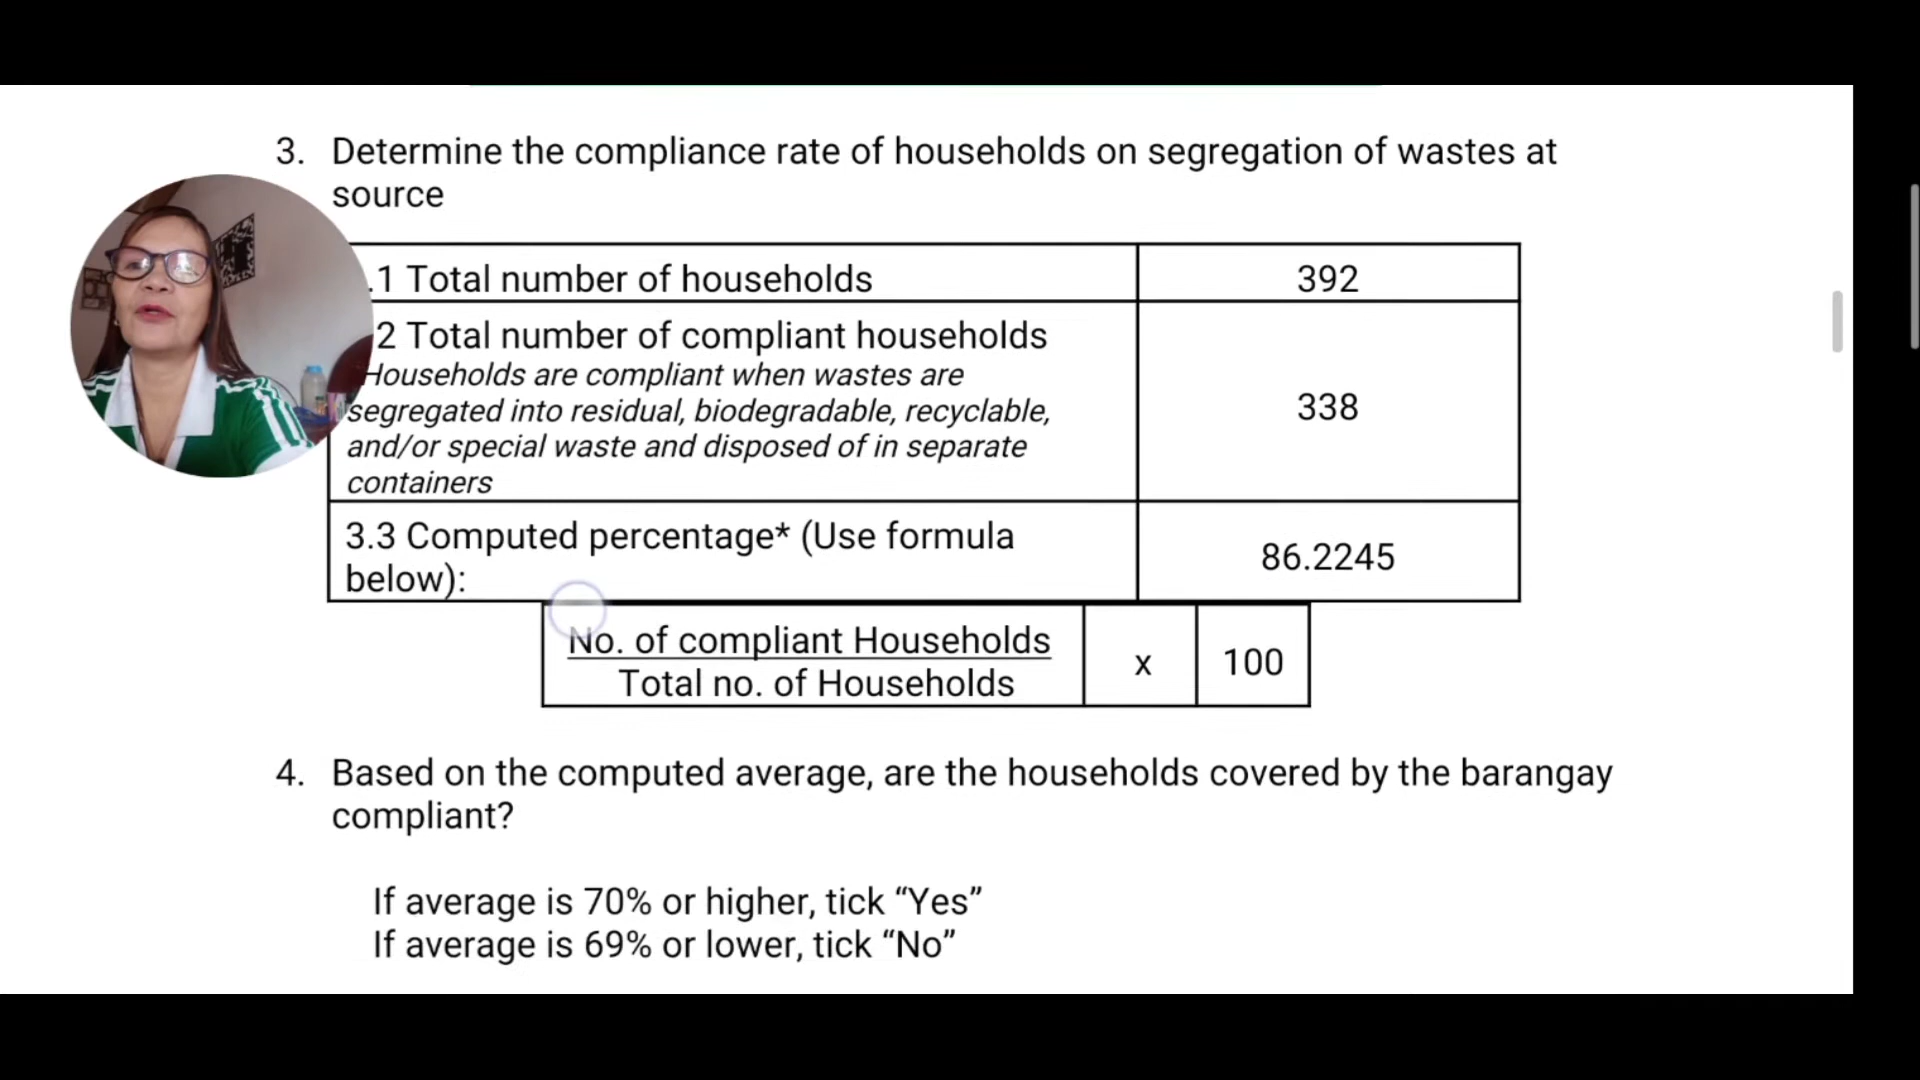 3. Determine the compliance rate of households on segregation of wastes at
source
.1 Total number of households
392
2 Total number of compliant households
Households are compliant when wastes are
segregated into residual, biodegradable, recyclable,
and/or special waste and disposed of in separate
containers
338
3.3 Computed percentage* (Use formula
below):
86.2245
No. of compliant Households
Total no. of Households
x
100
4. Based on the computed average, are the households covered by the barangay
compliant?
If average is 70% or higher, tick “Yes”
If average is 69% or lower, tick “No”